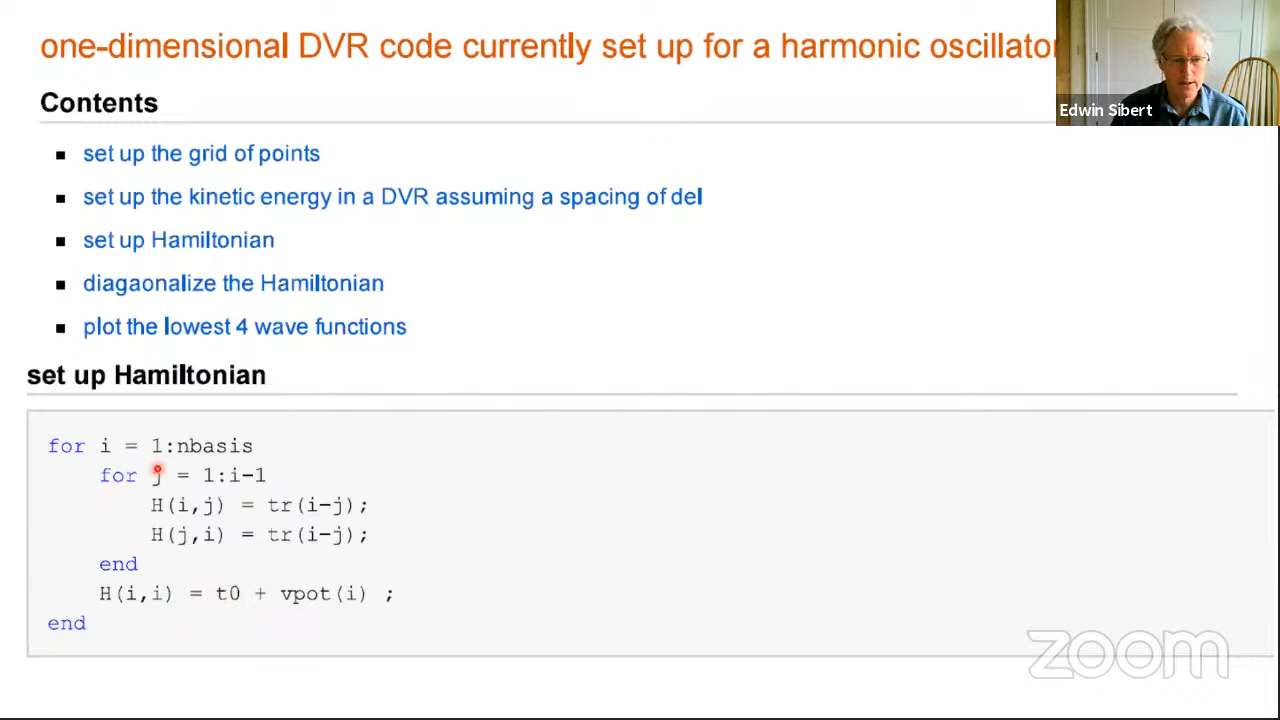 one-dimensional DVR code currently set up for a harmonic oscillator
Edwin Sibert
Contents
set up the grid of points
set up the kinetic energy in a DVR assuming a spacing of del
set up Hamiltonian
diagaonalize the Hamiltonian
plot the lowest 4 wave functions
set up Hamiltonian
for i = 1:nbasis
for j = 1:i-1
H(i,j) = tr(i-j);
H(j,i) = tr(i-j);
end
H(i,i) = t0 + vpot(i) ;
end
zoom